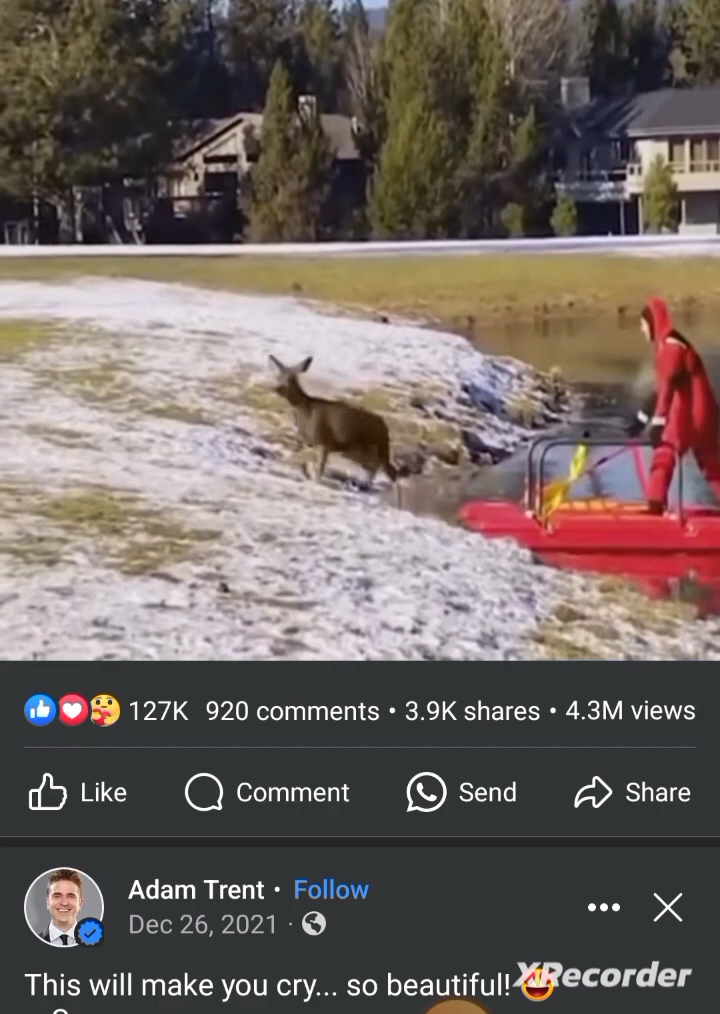 127K 920 comments • 3.9K shares • 4.3M views
Like Comment Send Share
Adam Trent • Follow
Dec 26, 2021 ·
This will make you cry... so beautiful!
XRecorder